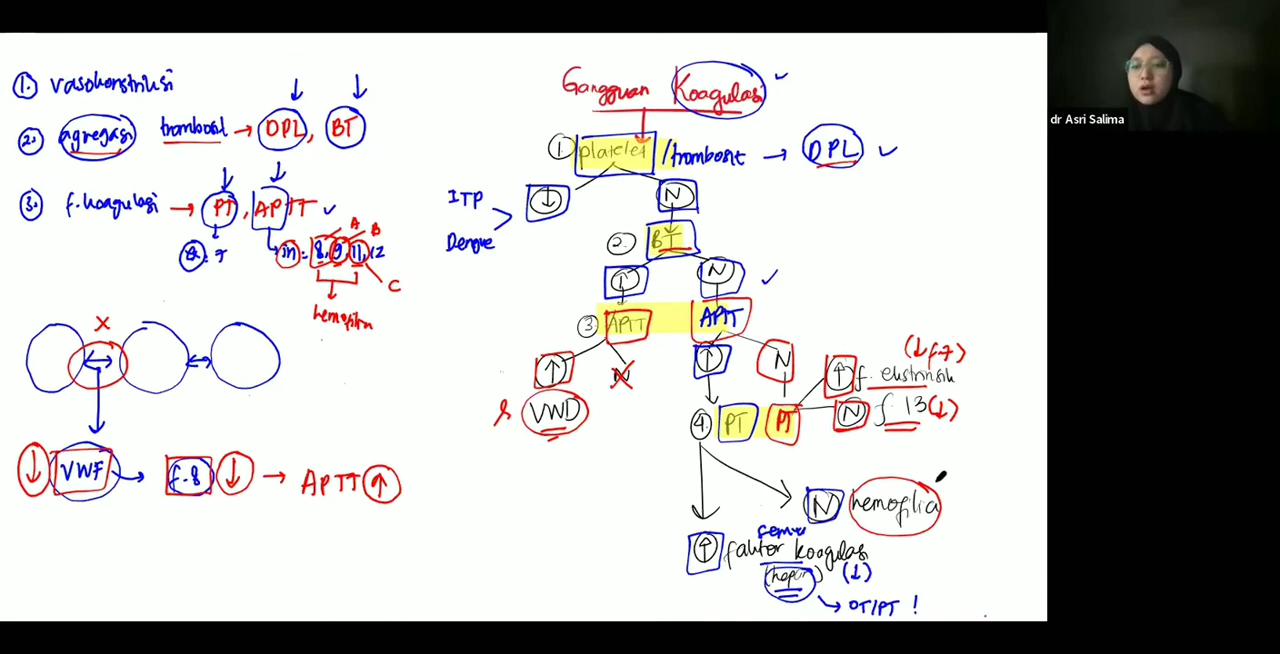 1. vasokonstriksi
2. agregasi trombosit → DPL, BT
3. f. koagulasi → PT, APTT ✓
: 7
in = 8, 9, 11, 12
A
B
C
hemofilia
X
↓ VWF → f-8 ↓ → APTT ↑
Gangguan Koagulasi ✓
1. platelet /trombosit → DPL ✓
ITP
Dengue
↓ N
2. BT
↑ N ✓
3. APTT APTT
↑ N ↑ N
VWD
(↓ f.7)
↑ f. ekstrinsik
4. PT PT
N f. 13 (↓)
N hemofilia
semua
↑ faktor koagulasi
(hepar) (↓)
→ OT/PT !
dr Asri Salima